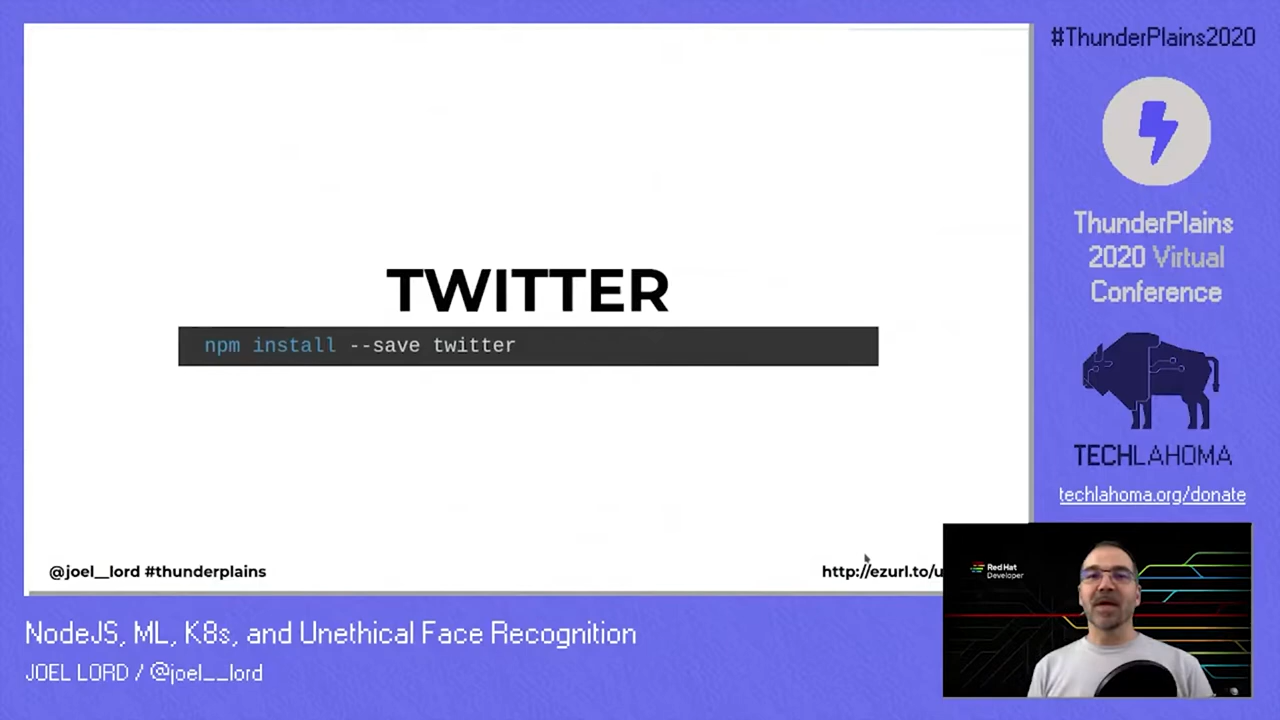 TWITTER
npm install --save twitter
@joel__lord #thunderplains
http://ezurl.to/u
NodeJS, ML, K8s, and Unethical Face Recognition
JOEL LORD / @joel__lord
#ThunderPlains2020
ThunderPlains
2020 Virtual
Conference
TECHLAHOMA
techlahoma.org/donate
Red Hat
Developer